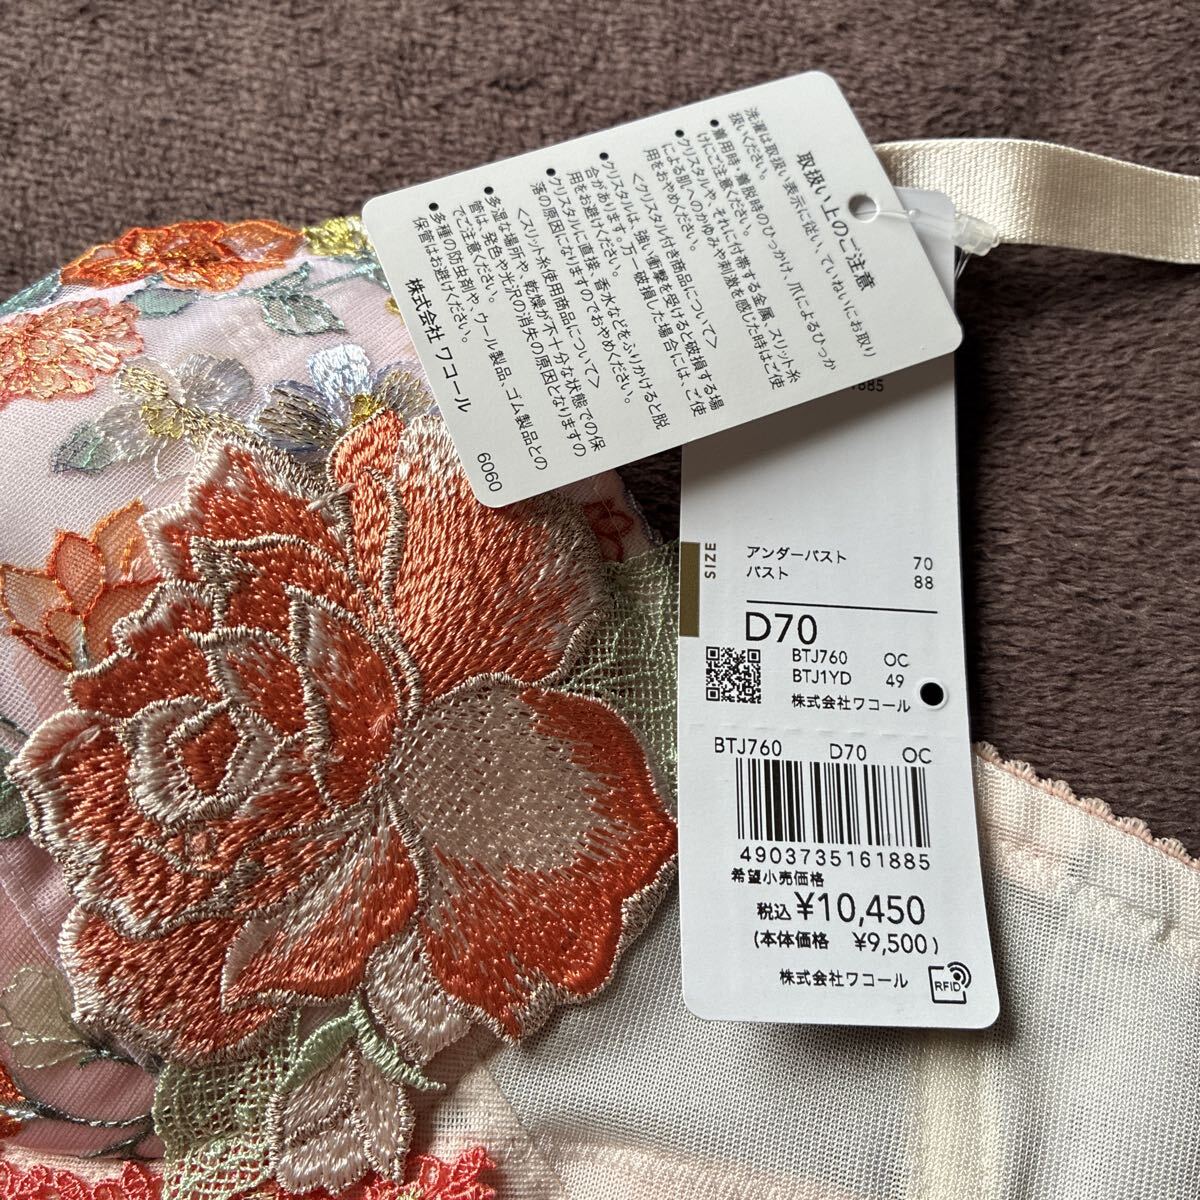 取扱い上のご注意
洗濯は取扱い表示に従い、ていねいにお取り
扱いください。
●着用時・着脱時のひっかけ、爪によるひっか
けにご注意ください。
●クリスタルや、それに付帯する金属、スリット糸
による肌へのかゆみや刺激を感じた時はご使
用をおやめください。
<クリスタル付き商品について>
●クリスタルは、強い衝撃を受けると破損する場
合があります。万一破損した場合には、ご使
用をお避けください。
●クリスタルに直接、香水などをふりかけると脱
落の原因になりますのでおやめください。
<スリット糸使用商品について>
●多湿な場所や、乾燥が不十分な状態での保
管は、発色や光沢の消失の原因となりますの
でご注意ください。
●多種の防虫剤や、ウール製品、ゴム製品との
保管はお避けください。
株式会社 ワコール
6060
1885
SIZE
アンダーバスト 70
バスト 88
D70
BTJ760 OC
BTJ1YD 49
株式会社ワコール
BTJ760 D70 OC
4903735161885
希望小売価格
税込 ¥10,450
(本体価格 ¥9,500)
株式会社ワコール
RFID